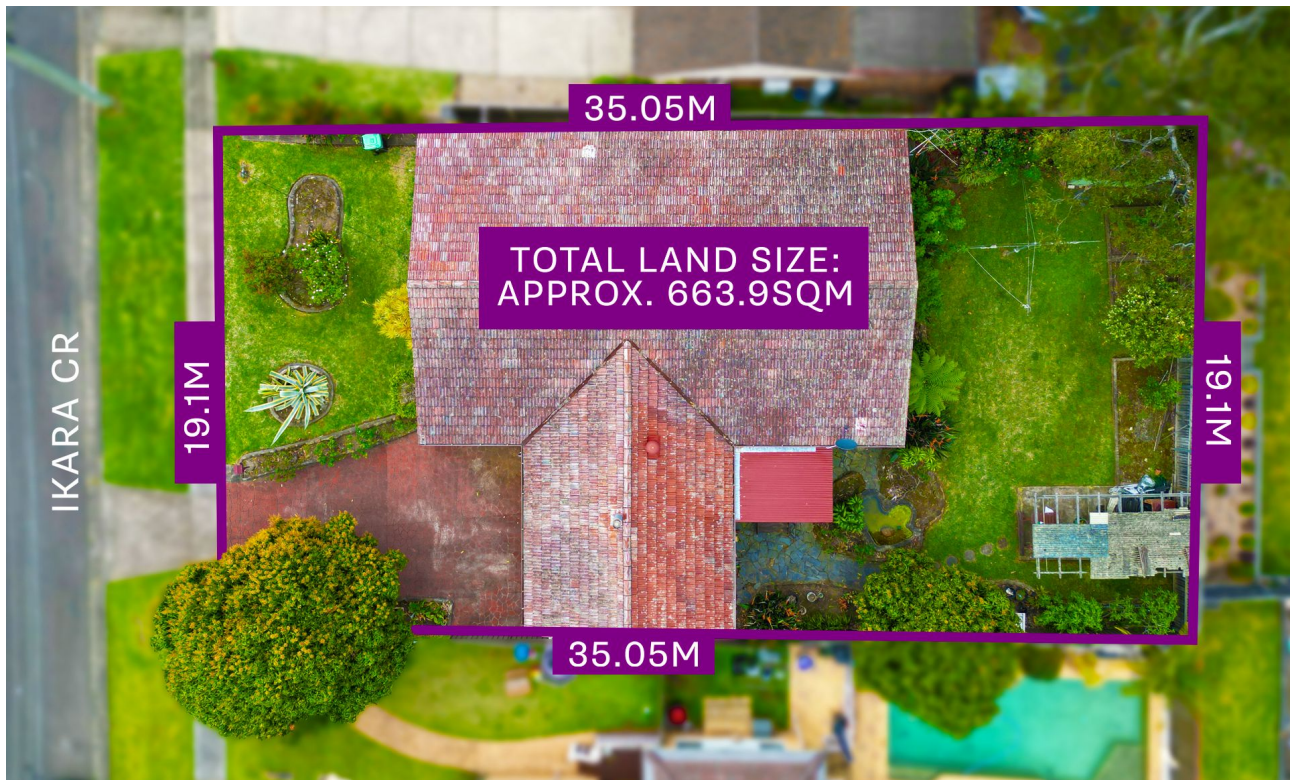 35.05M
TOTAL LAND SIZE:
APPROX. 663.9SQM
IKARA CR
19.1M
19.1M
35.05M